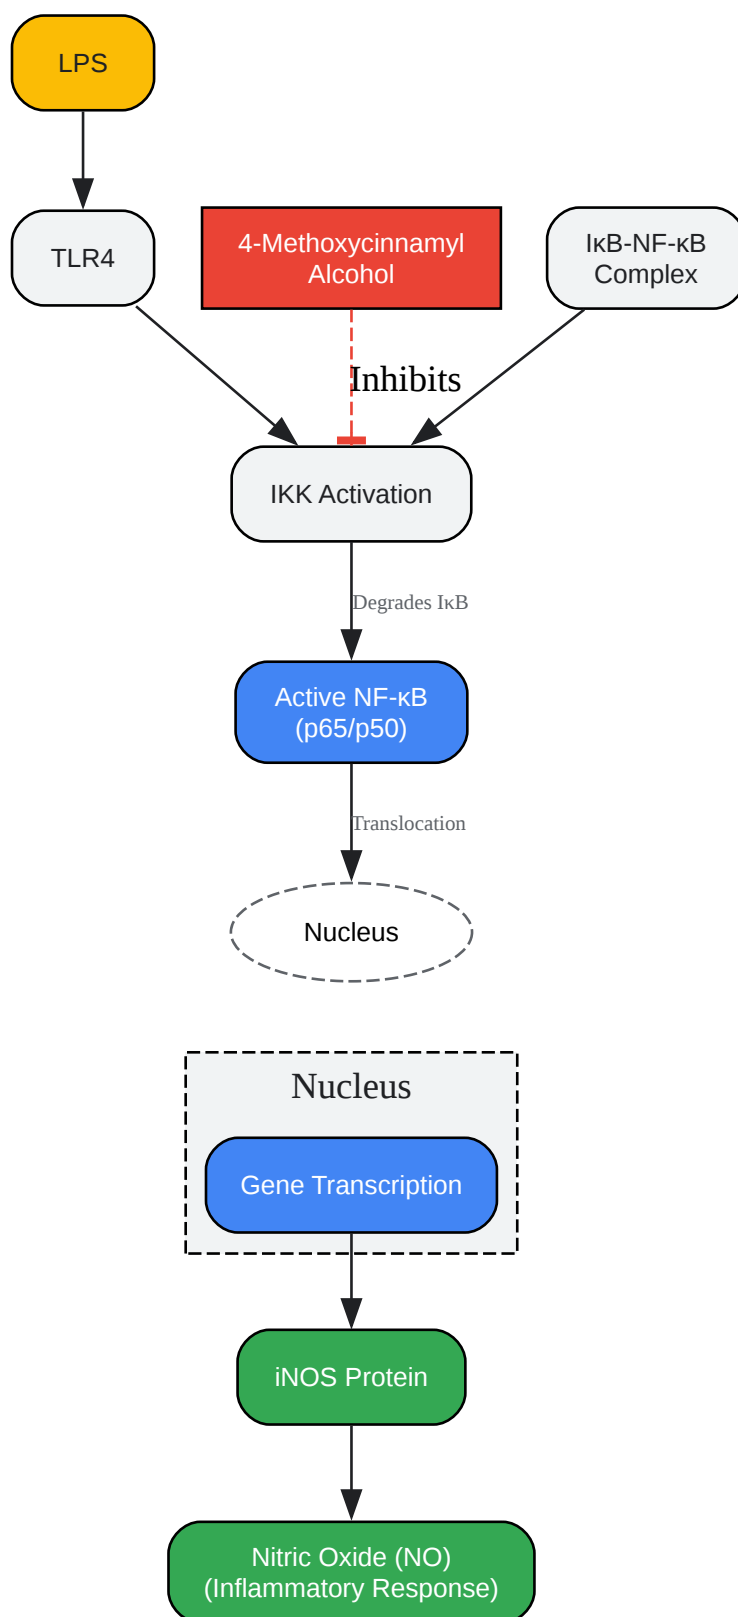 LPS
TLR4
4-Methoxycinnamyl
Alcohol
IκB-NF-κB
Complex
Inhibits
IKK Activation
Degrades IκB
Active NF-κB
(p65/p50)
Translocation
Nucleus
Nucleus
Gene Transcription
iNOS Protein
Nitric Oxide (NO)
(Inflammatory Response)